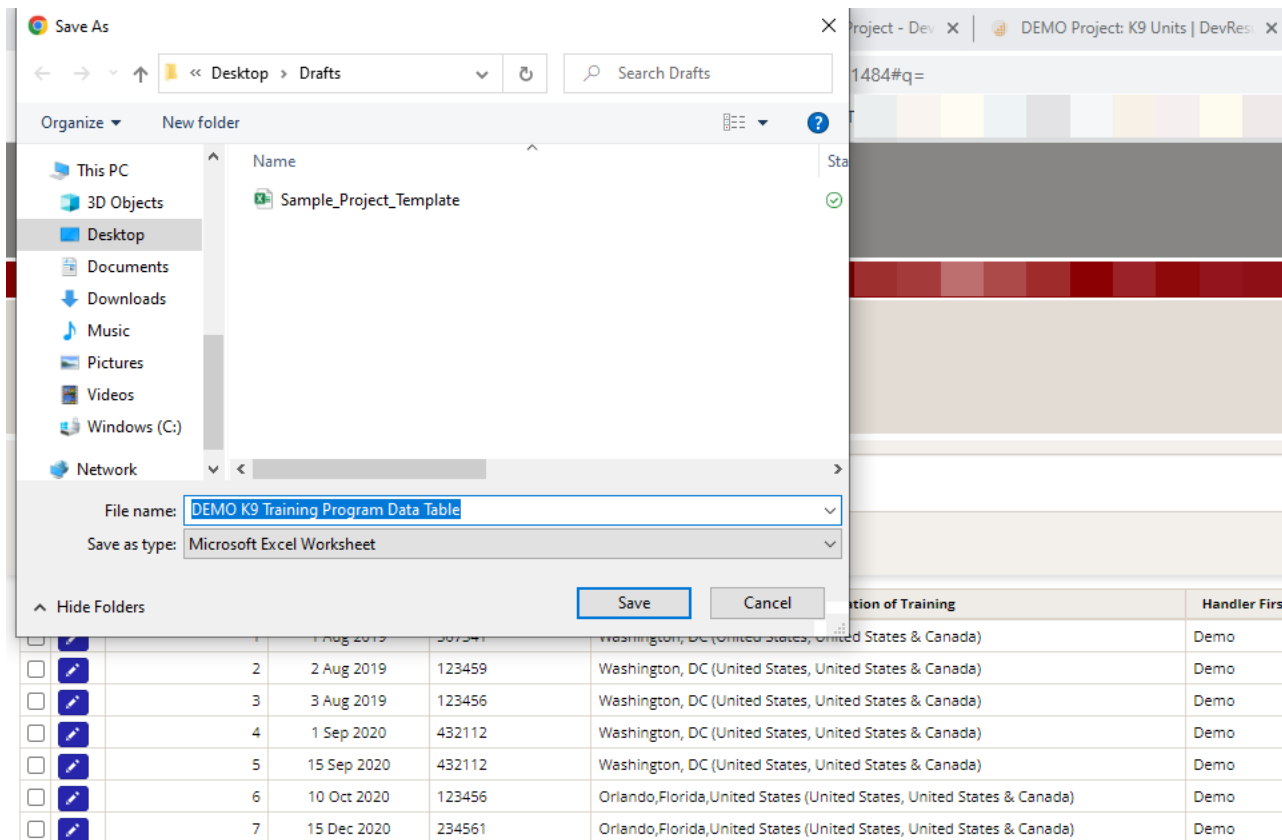 Save As
Project - Dev
DEMO Project: K9 Units | DevRes
« Desktop > Drafts
Search Drafts
1484#q=
Organize
New folder
?
T
This PC
3D Objects
Desktop
Documents
Downloads
Music
Pictures
Videos
Windows (C:)
Network
Name
Sta
Sample_Project_Template
File name: DEMO K9 Training Program Data Table
Save as type: Microsoft Excel Worksheet
Hide Folders
Save
Cancel
ation of Training
Handler Firs
1 1 Aug 2019 567541 Washington, DC (United States, United States & Canada) Demo
2 2 Aug 2019 123459 Washington, DC (United States, United States & Canada) Demo
3 3 Aug 2019 123456 Washington, DC (United States, United States & Canada) Demo
4 1 Sep 2020 432112 Washington, DC (United States, United States & Canada) Demo
5 15 Sep 2020 432112 Washington, DC (United States, United States & Canada) Demo
6 10 Oct 2020 123456 Orlando,Florida,United States (United States, United States & Canada) Demo
7 15 Dec 2020 234561 Orlando,Florida,United States (United States, United States & Canada) Demo